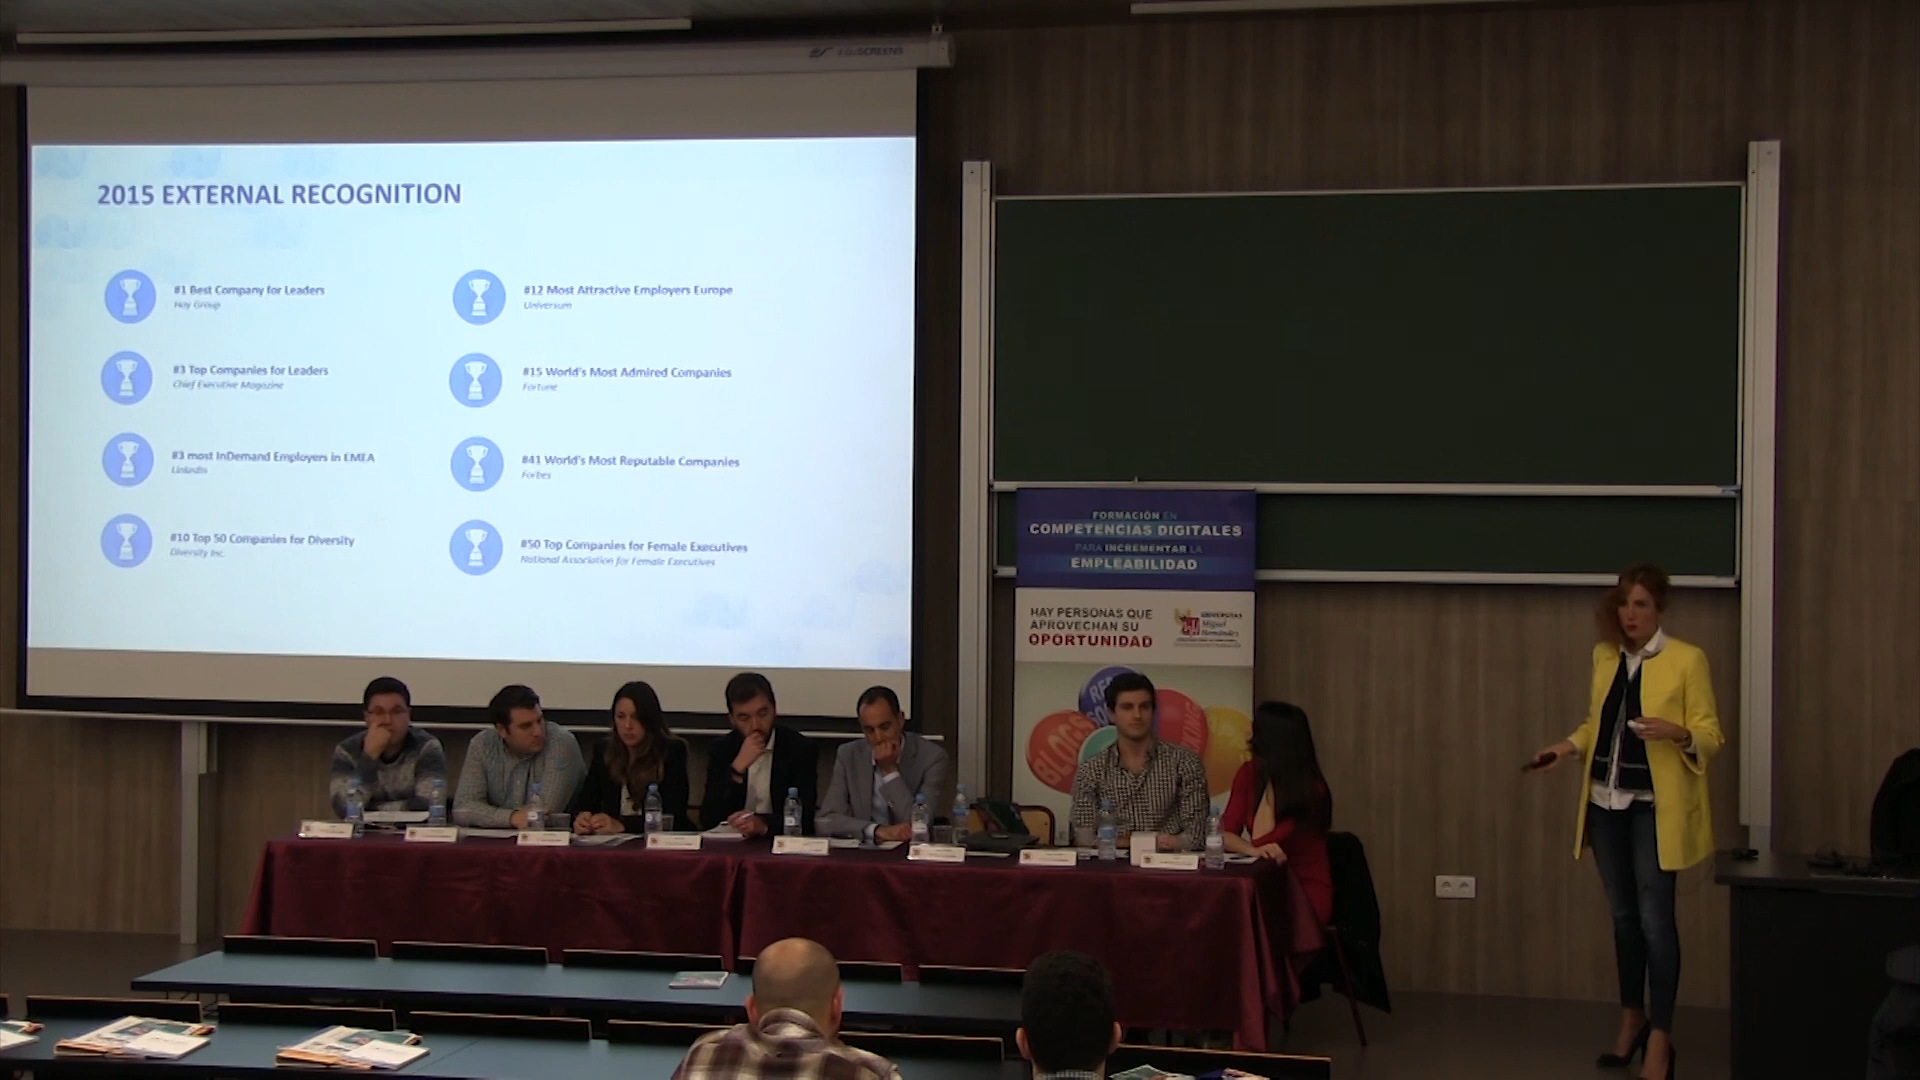 EduSCREENS
2015 EXTERNAL RECOGNITION
#1 Best Company for Leaders
Hay Group
#3 Top Companies for Leaders
Chief Executive Magazine
#3 most InDemand Employers in EMEA
LinkedIn
#10 Top 50 Companies for Diversity
Diversity Inc.
#12 Most Attractive Employers Europe
Universum
#15 World's Most Admired Companies
Fortune
#41 World's Most Reputable Companies
Forbes
#50 Top Companies for Female Executives
National Association for Female Executives
FORMACIÓN EN
COMPETENCIAS DIGITALES
PARA INCREMENTAR LA
EMPLEABILIDAD
HAY PERSONAS QUE
APROVECHAN SU
OPORTUNIDAD
UNIVERSITAS
Miguel
Hernández
BLOGS